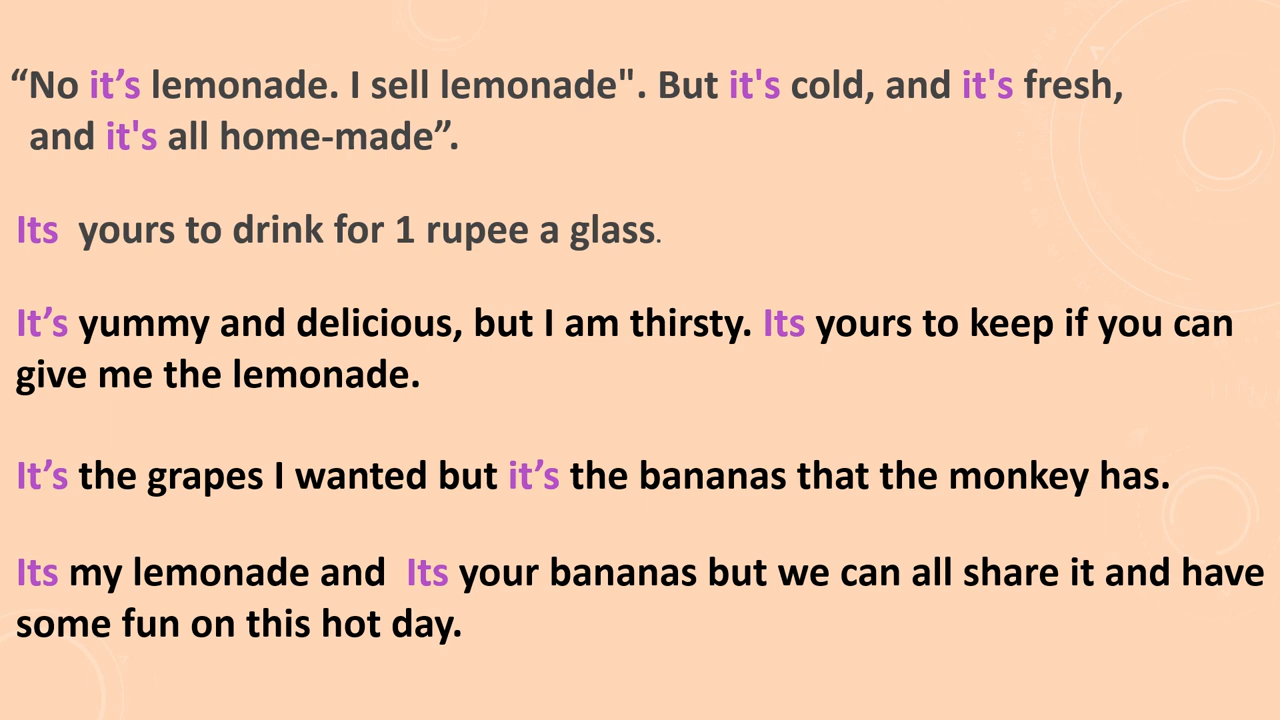 “No it’s lemonade. I sell lemonade". But it's cold, and it's fresh,
and it's all home-made”.
Its  yours to drink for 1 rupee a glass.
It’s yummy and delicious, but I am thirsty. Its yours to keep if you can
give me the lemonade.
It’s the grapes I wanted but it’s the bananas that the monkey has.
Its my lemonade and  Its your bananas but we can all share it and have
some fun on this hot day.